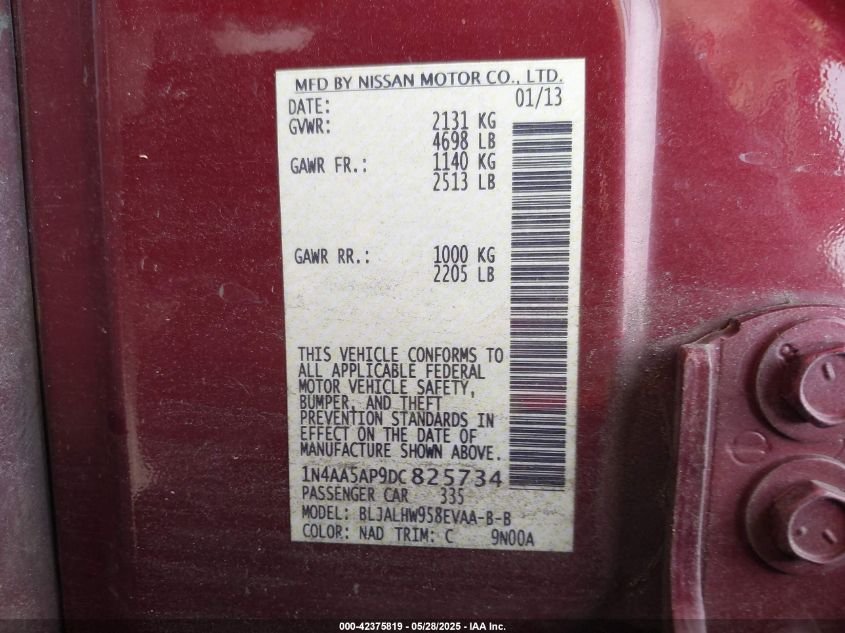 MFD BY NISSAN MOTOR CO., LTD.
DATE: 01/13
GVWR: 2131 KG
4698 LB
GAWR FR.: 1140 KG
2513 LB
GAWR RR.: 1000 KG
2205 LB
THIS VEHICLE CONFORMS TO
ALL APPLICABLE FEDERAL
MOTOR VEHICLE SAFETY,
BUMPER, AND THEFT
PREVENTION STANDARDS IN
EFFECT ON THE DATE OF
MANUFACTURE SHOWN ABOVE.
1N4AA5AP9DC825734
PASSENGER CAR 335
MODEL: BLJALHW958EVAA-B-B
COLOR: NAD TRIM: C 9N00A
000-42375819 - 05/28/2025 - IAA Inc.